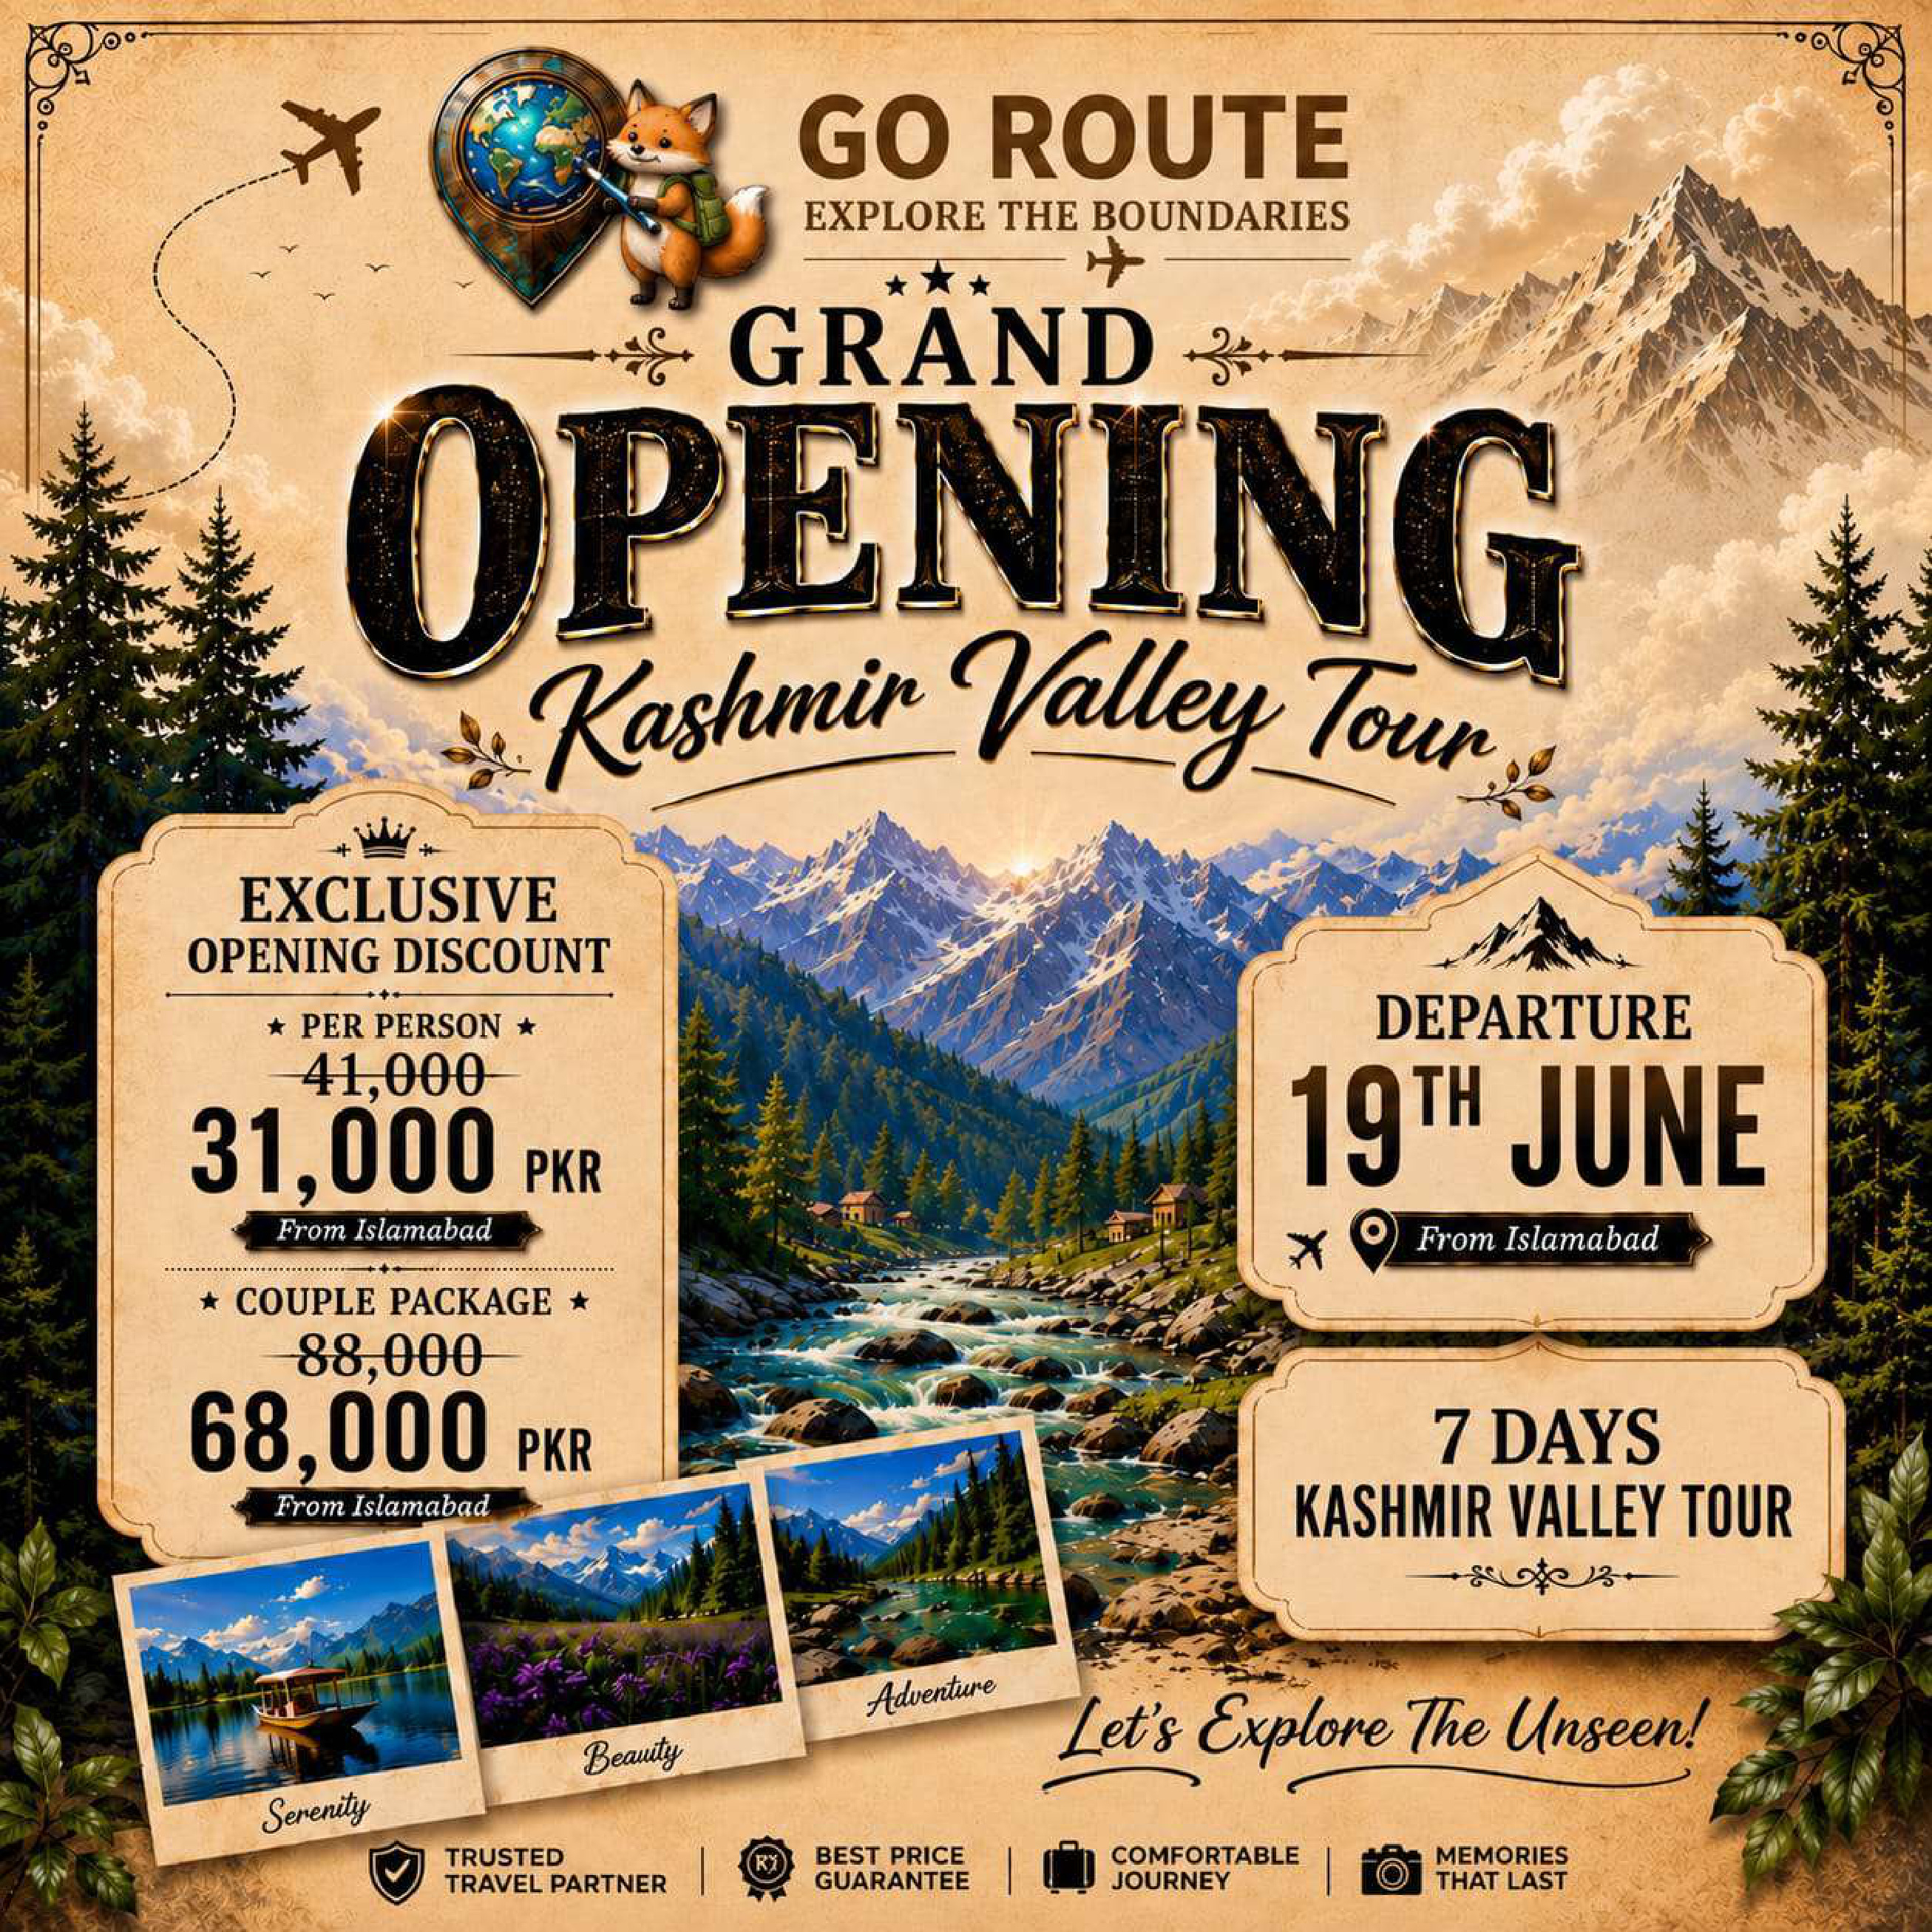 GO ROUTE
EXPLORE THE BOUNDARIES
GRAND
OPENING
Kashmir Valley Tour
EXCLUSIVE
OPENING DISCOUNT
PER PERSON
41,000
31,000 PKR
From Islamabad
COUPLE PACKAGE
88,000
68,000 PKR
From Islamabad
DEPARTURE
19TH JUNE
From Islamabad
7 DAYS
KASHMIR VALLEY TOUR
Serenity
Beauity
Adventure
Let's Explore The Unseen!
TRUSTED
TRAVEL PARTNER
BEST PRICE
GUARANTEE
COMFORTABLE
JOURNEY
MEMORIES
THAT LAST